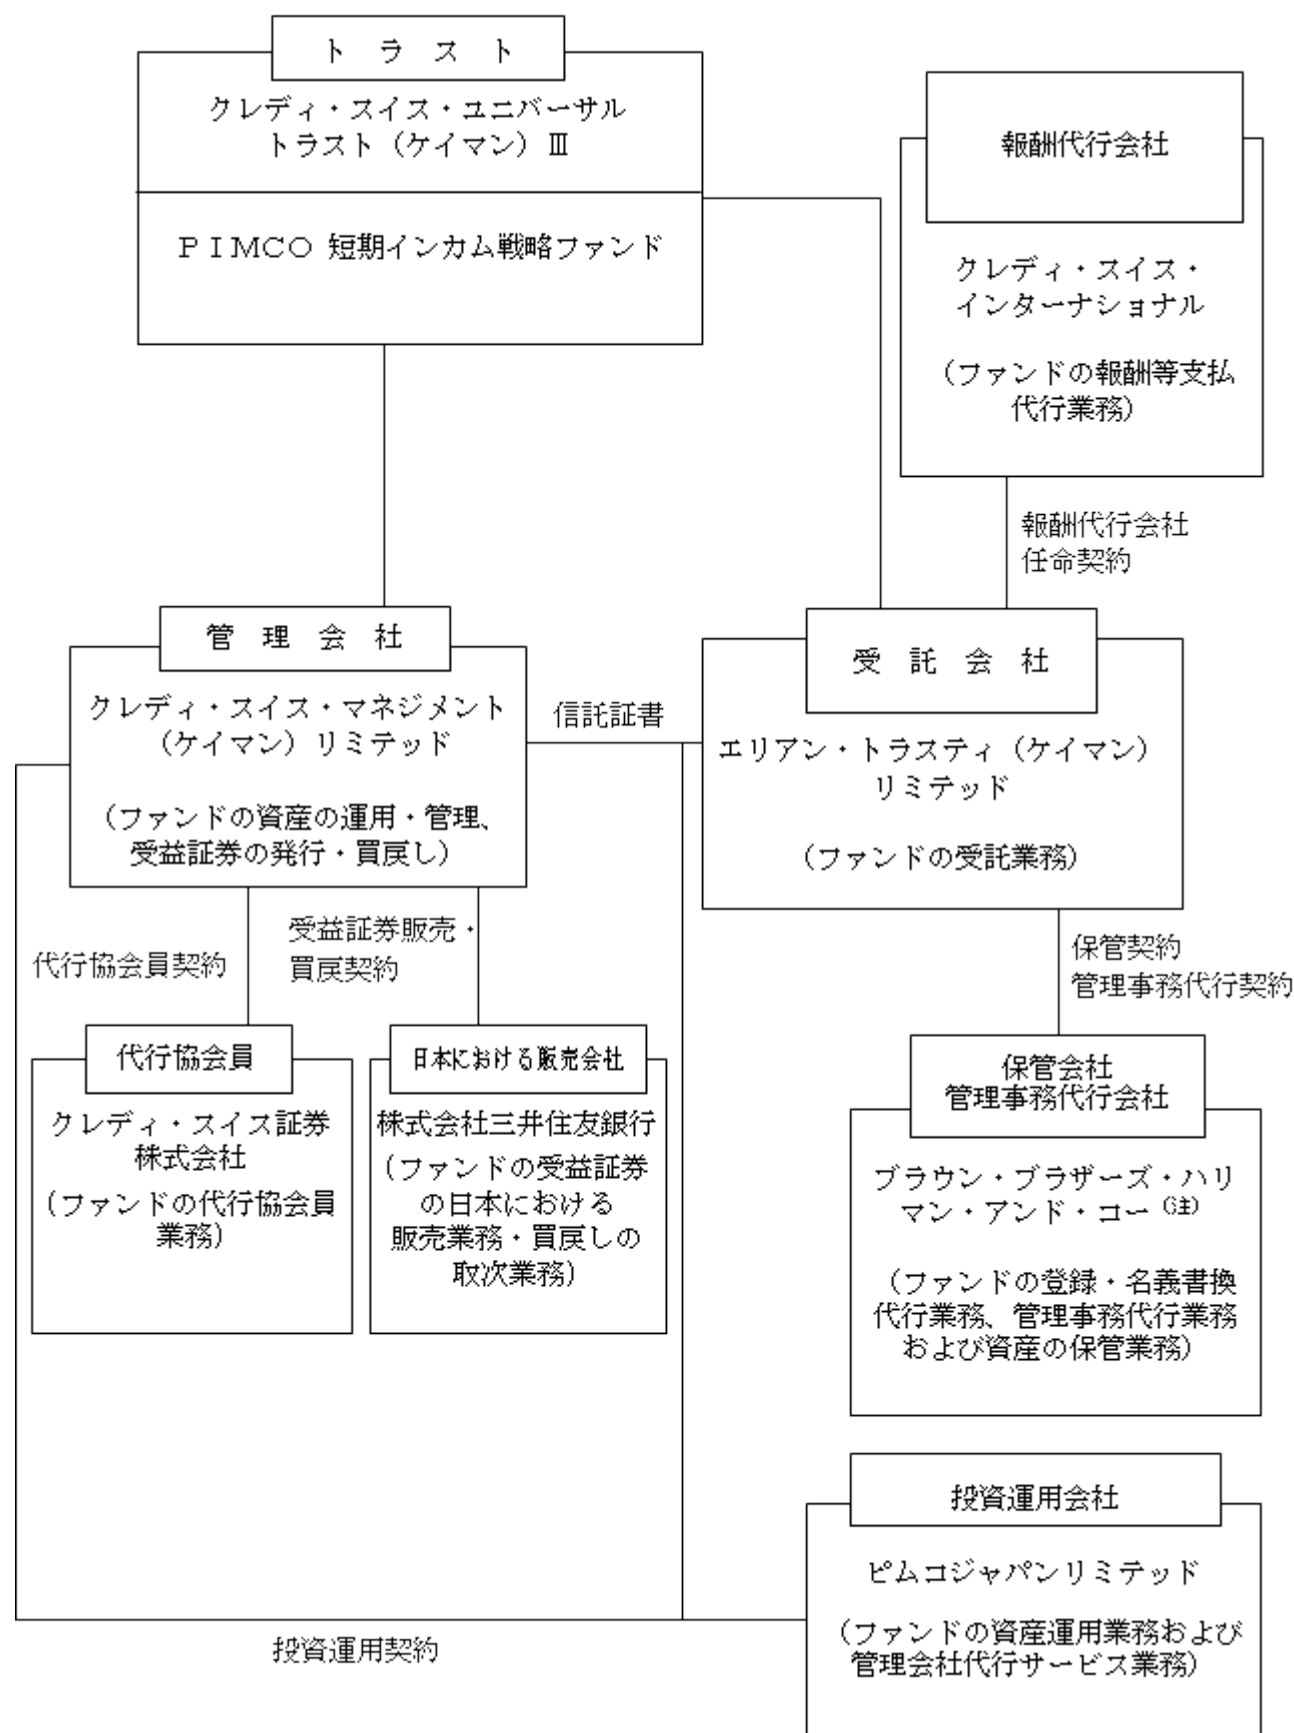 トラスト
クレディ・スイス・ユニバーサル
トラスト（ケイマン）Ⅲ
ＰＩＭＣＯ 短期インカム戦略ファンド
報酬代行会社
クレディ・スイス・
インターナショナル
（ファンドの報酬等支払
代行業務）
報酬代行会社
任命契約
管理会社
クレディ・スイス・マネジメント
（ケイマン）リミテッド
（ファンドの資産の運用・管理、
受益証券の発行・買戻し）
信託証書
受託会社
エリアン・トラスティ（ケイマン）
リミテッド
（ファンドの受託業務）
代行協会員契約
受益証券販売・
買戻契約
保管契約
管理事務代行契約
代行協会員
クレディ・スイス証券
株式会社
（ファンドの代行協会員
業務）
日本における販売会社
株式会社三井住友銀行
（ファンドの受益証券
の日本における
販売業務・買戻しの
取次業務）
保管会社
管理事務代行会社
ブラウン・ブラザーズ・ハリ
マン・アンド・コー（注）
（ファンドの登録・名義書換
代行業務、管理事務代行業務
および資産の保管業務）
投資運用会社
ピムコジャパンリミテッド
（ファンドの資産運用業務および
管理会社代行サービス業務）
投資運用契約